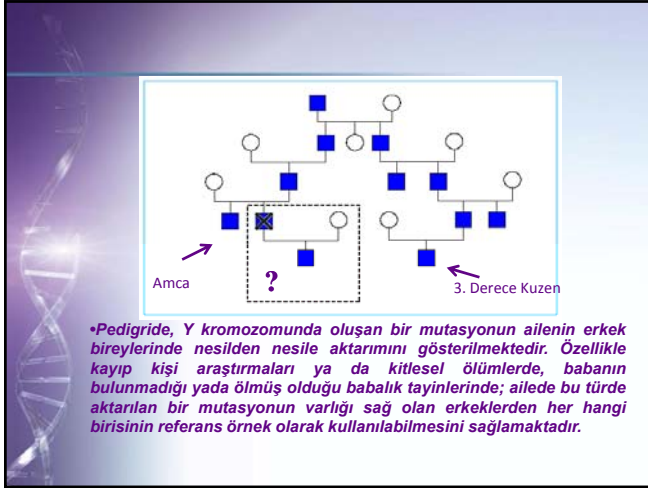 Amca
?
3. Derece Kuzen
•Pedigride, Y kromozomunda oluşan bir mutasyonun ailenin erkek
bireylerinde nesilden nesile aktarımını gösterilmektedir. Özellikle
kayıp kişi araştırmaları ya da kitlesel ölümlerde, babanın
bulunmadığı yada ölmüş olduğu babalık tayinlerinde; ailede bu türde
aktarılan bir mutasyonun varlığı sağ olan erkeklerden her hangi
birisinin referans örnek olarak kullanılabilmesini sağlamaktadır.